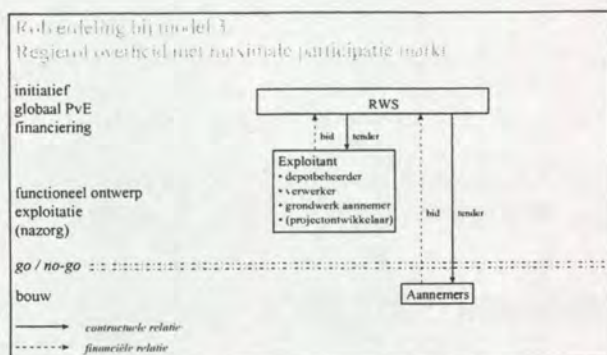 Rolverdeling bij model 3
Regierol overheid met maximale participatie markt
initiatief
globaal PvE
financiering
RWS
bid
tender
Exploitant
• depotbeheerder
• verwerker
• grondwerk aannemer
• (projectontwikkelaar)
functioneel ontwerp
exploitatie
(nazorg)
bid
tender
go / no-go
bouw
Aannemers
contractuele relatie
financiële relatie